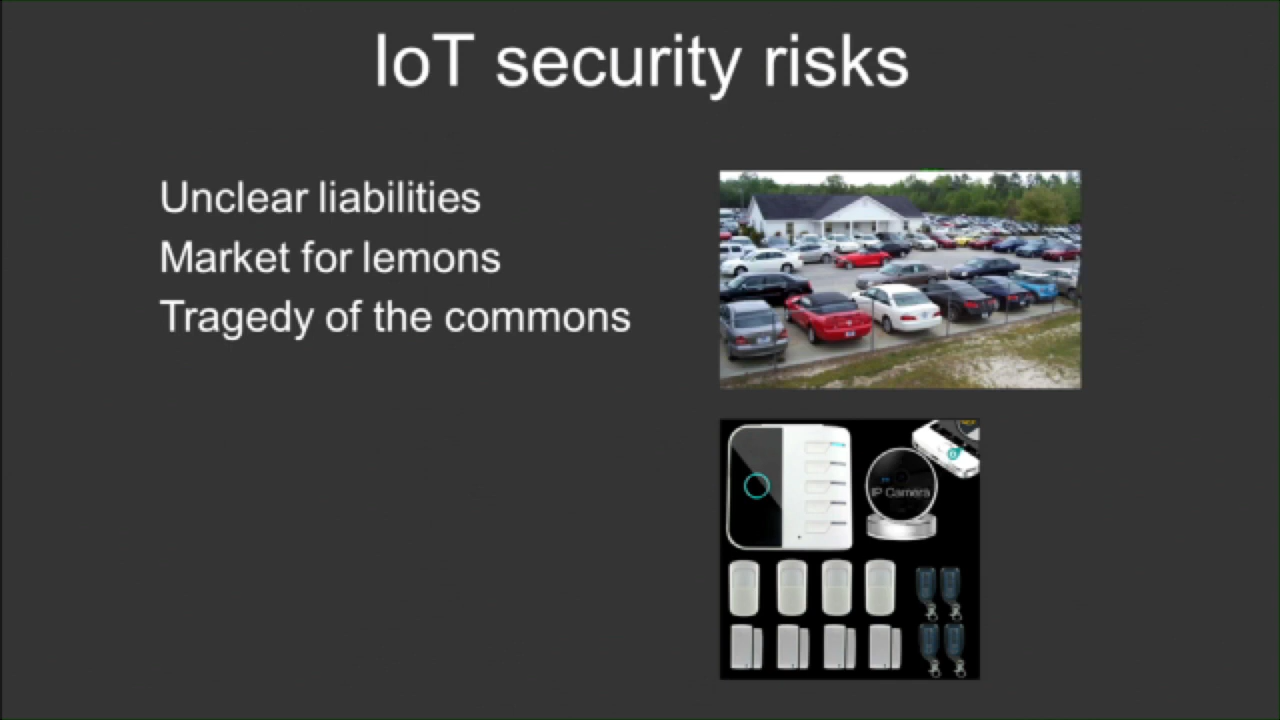 IoT security risks
Unclear liabilities
Market for lemons
Tragedy of the commons
IP Camera